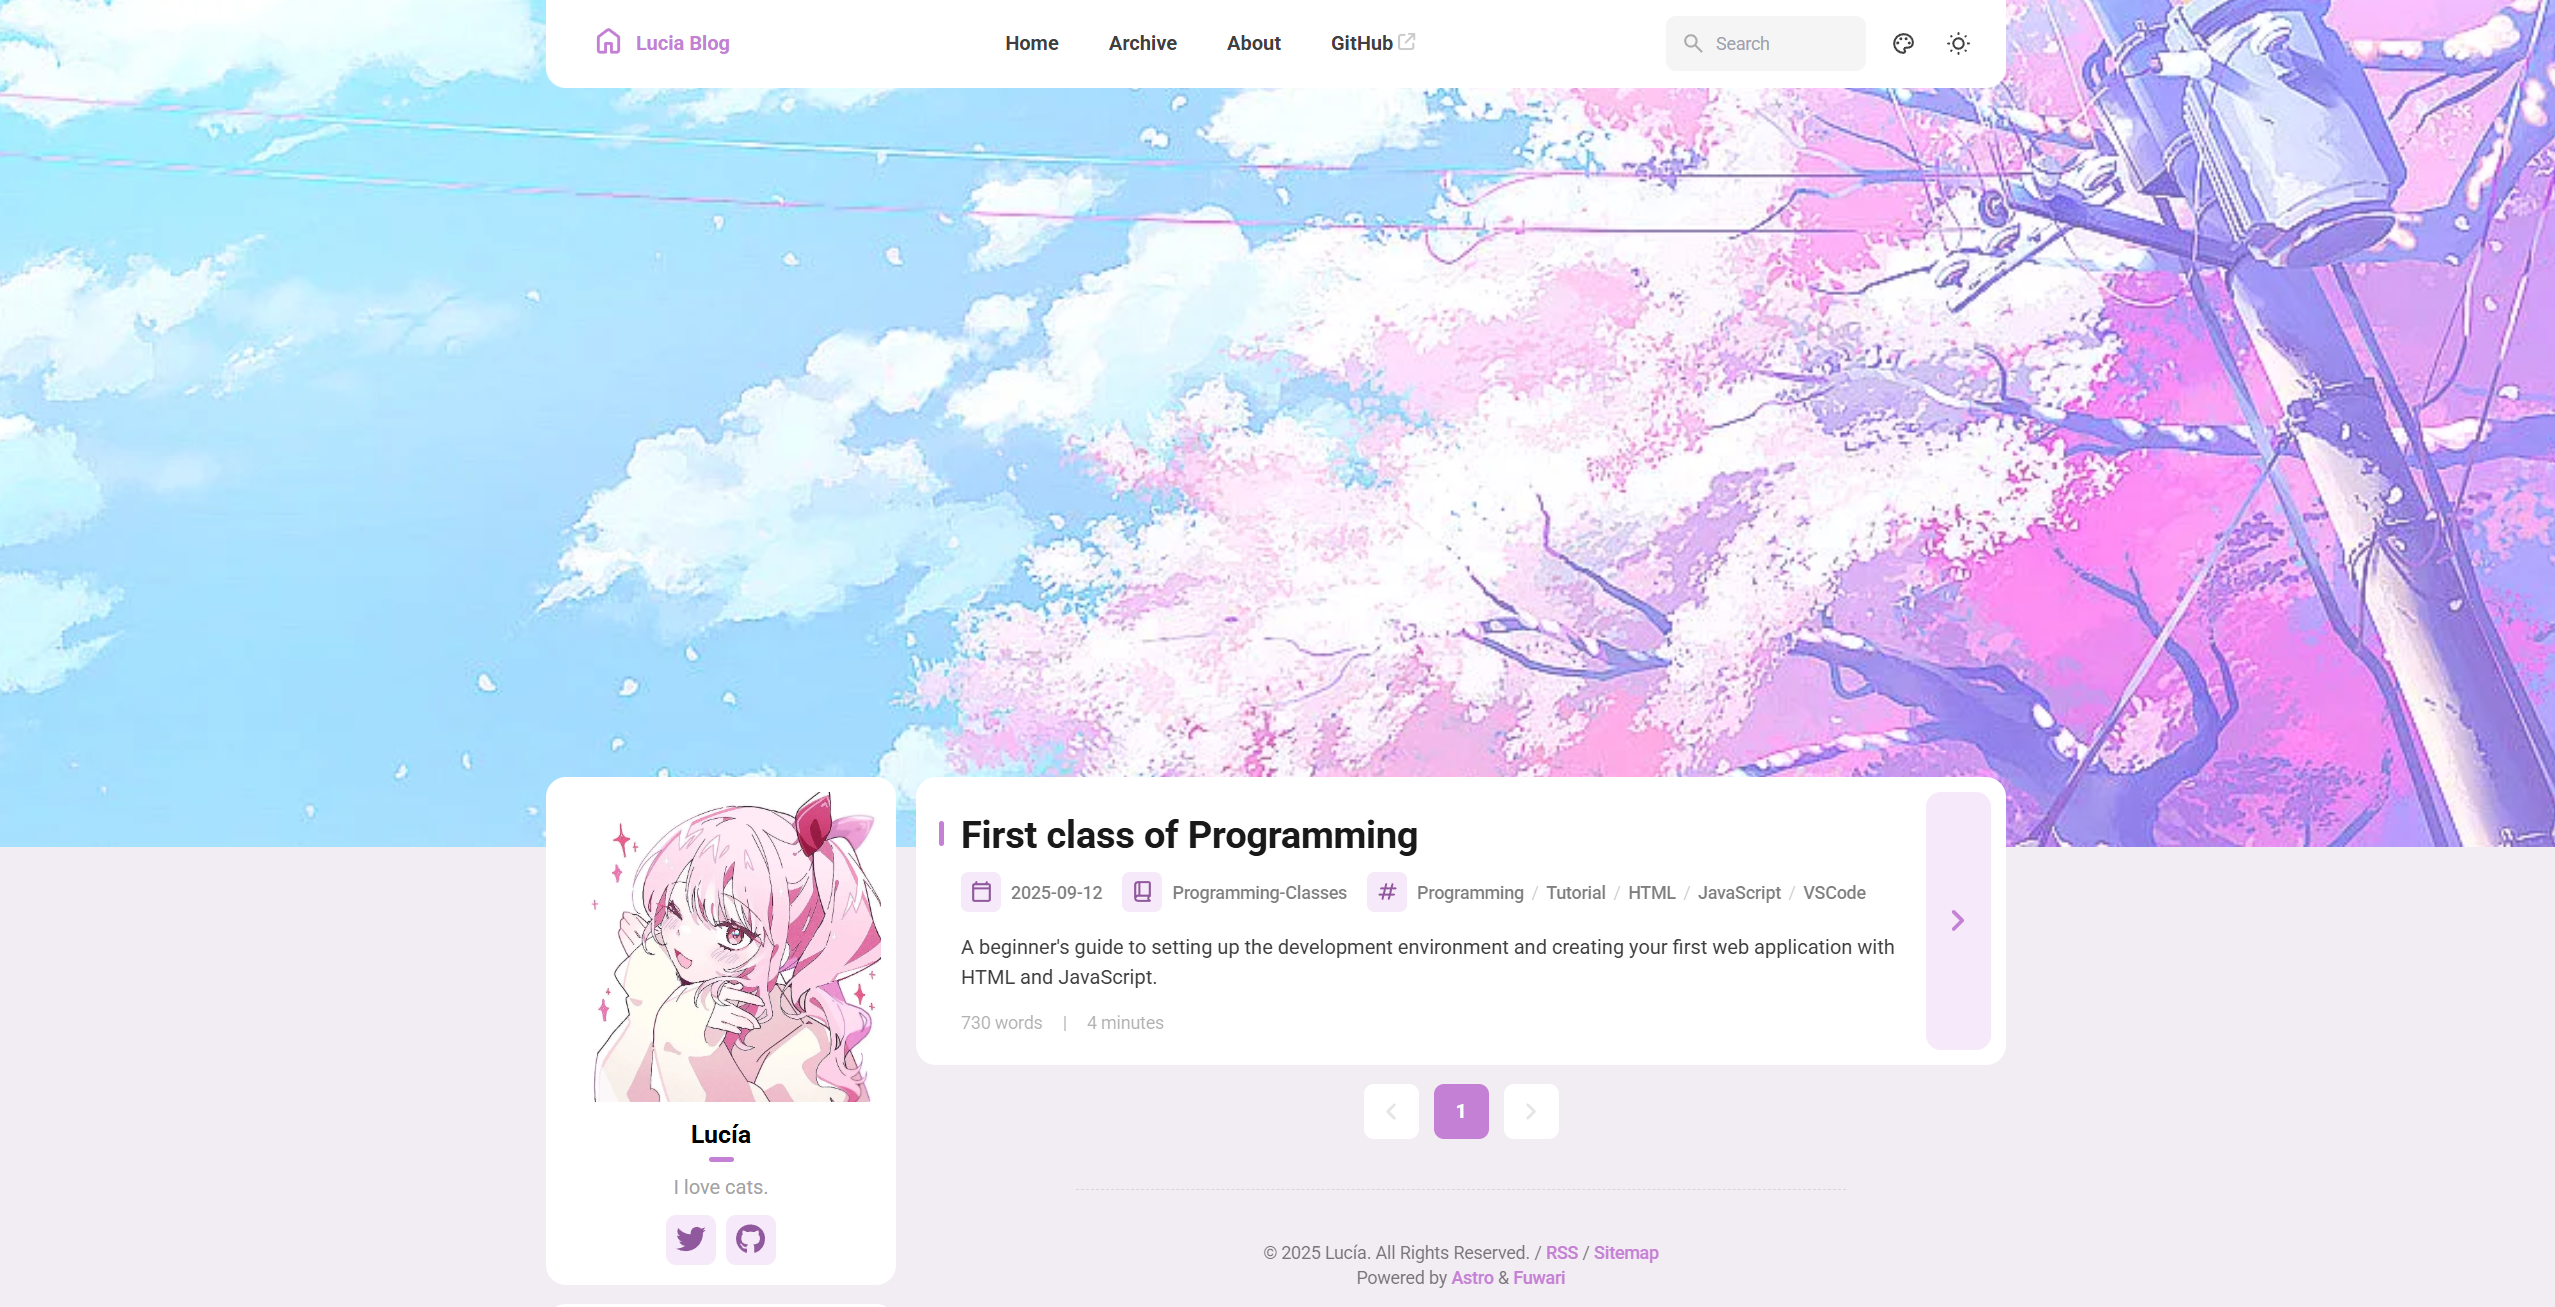 Lucia Blog
Home
Archive
About
GitHub
Search
First class of Programming
2025-09-12
Programming-Classes
Programming / Tutorial / HTML / JavaScript / VSCode
A beginner's guide to setting up the development environment and creating your first web application with
HTML and JavaScript.
730 words | 4 minutes
1
Lucía
I love cats.
© 2025 Lucía. All Rights Reserved. / RSS / Sitemap
Powered by Astro & Fuwari